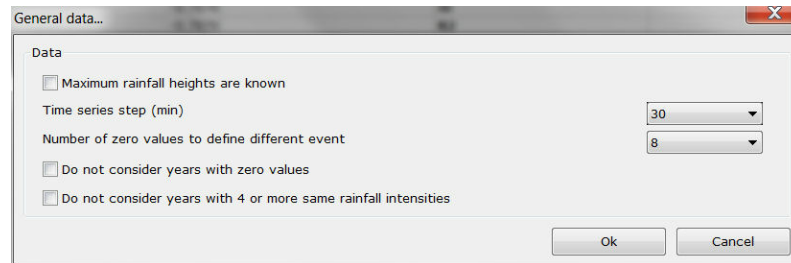 General data...
Data
Maximum rainfall heights are known
Time series step (min)
30
Number of zero values to define different event
8
Do not consider years with zero values
Do not consider years with 4 or more same rainfall intensities
Ok
Cancel